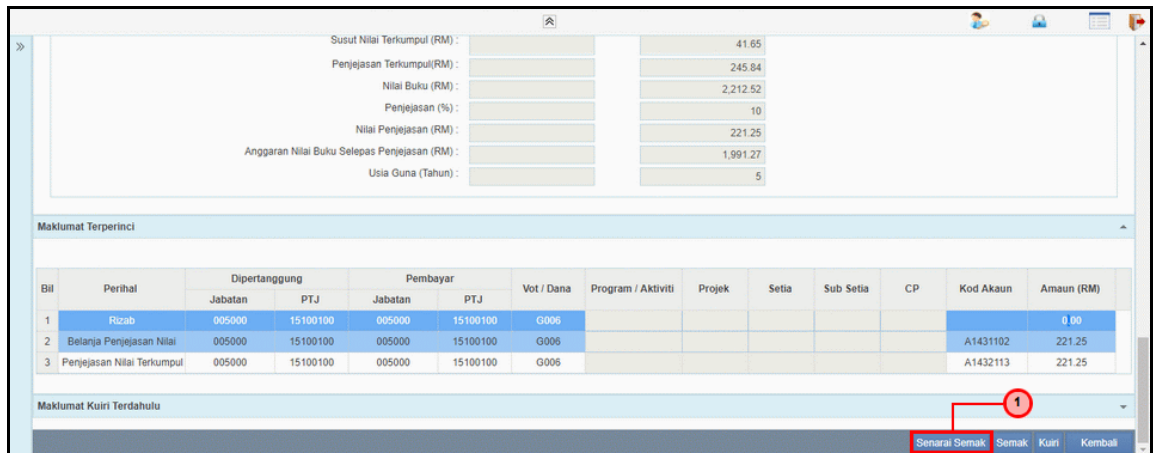 Susut Nilai Terkumpul (RM) : 41.65
Penjejasan Terkumpul(RM) : 245.84
Nilai Buku (RM) : 2,212.52
Penjejasan (%) : 10
Nilai Penjejasan (RM) : 221.25
Anggaran Nilai Buku Selepas Penjejasan (RM) : 1,991.27
Usia Guna (Tahun) : 5
Maklumat Terperinci
Bil Perihal Dipertanggung Pembayar Vot / Dana Program / Aktiviti Projek Setia Sub Setia CP Kod Akaun Amaun (RM)
Jabatan PTJ Jabatan PTJ
1 Rizab 005000 15100100 005000 15100100 G006 0.00
2 Belanja Penjejasan Nilai 005000 15100100 005000 15100100 G006 A1431102 221.25
3 Penjejasan Nilai Terkumpul 005000 15100100 005000 15100100 G006 A1432113 221.25
Maklumat Kuiri Terdahulu
1
Senarai Semak Semak Kuiri Kembali